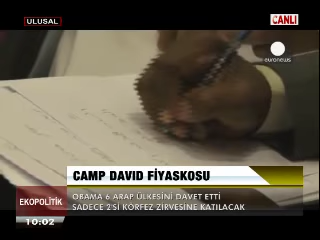 ULUSAL
CANLI
euronews
CAMP DAVID FİYASKOSU
EKOPOLİTİK
OBAMA 6 ARAP ÜLKESİNİ DAVET ETTİ
SADECE 2'Sİ KÖRFEZ ZİRVESİNE KATILACAK
10:02